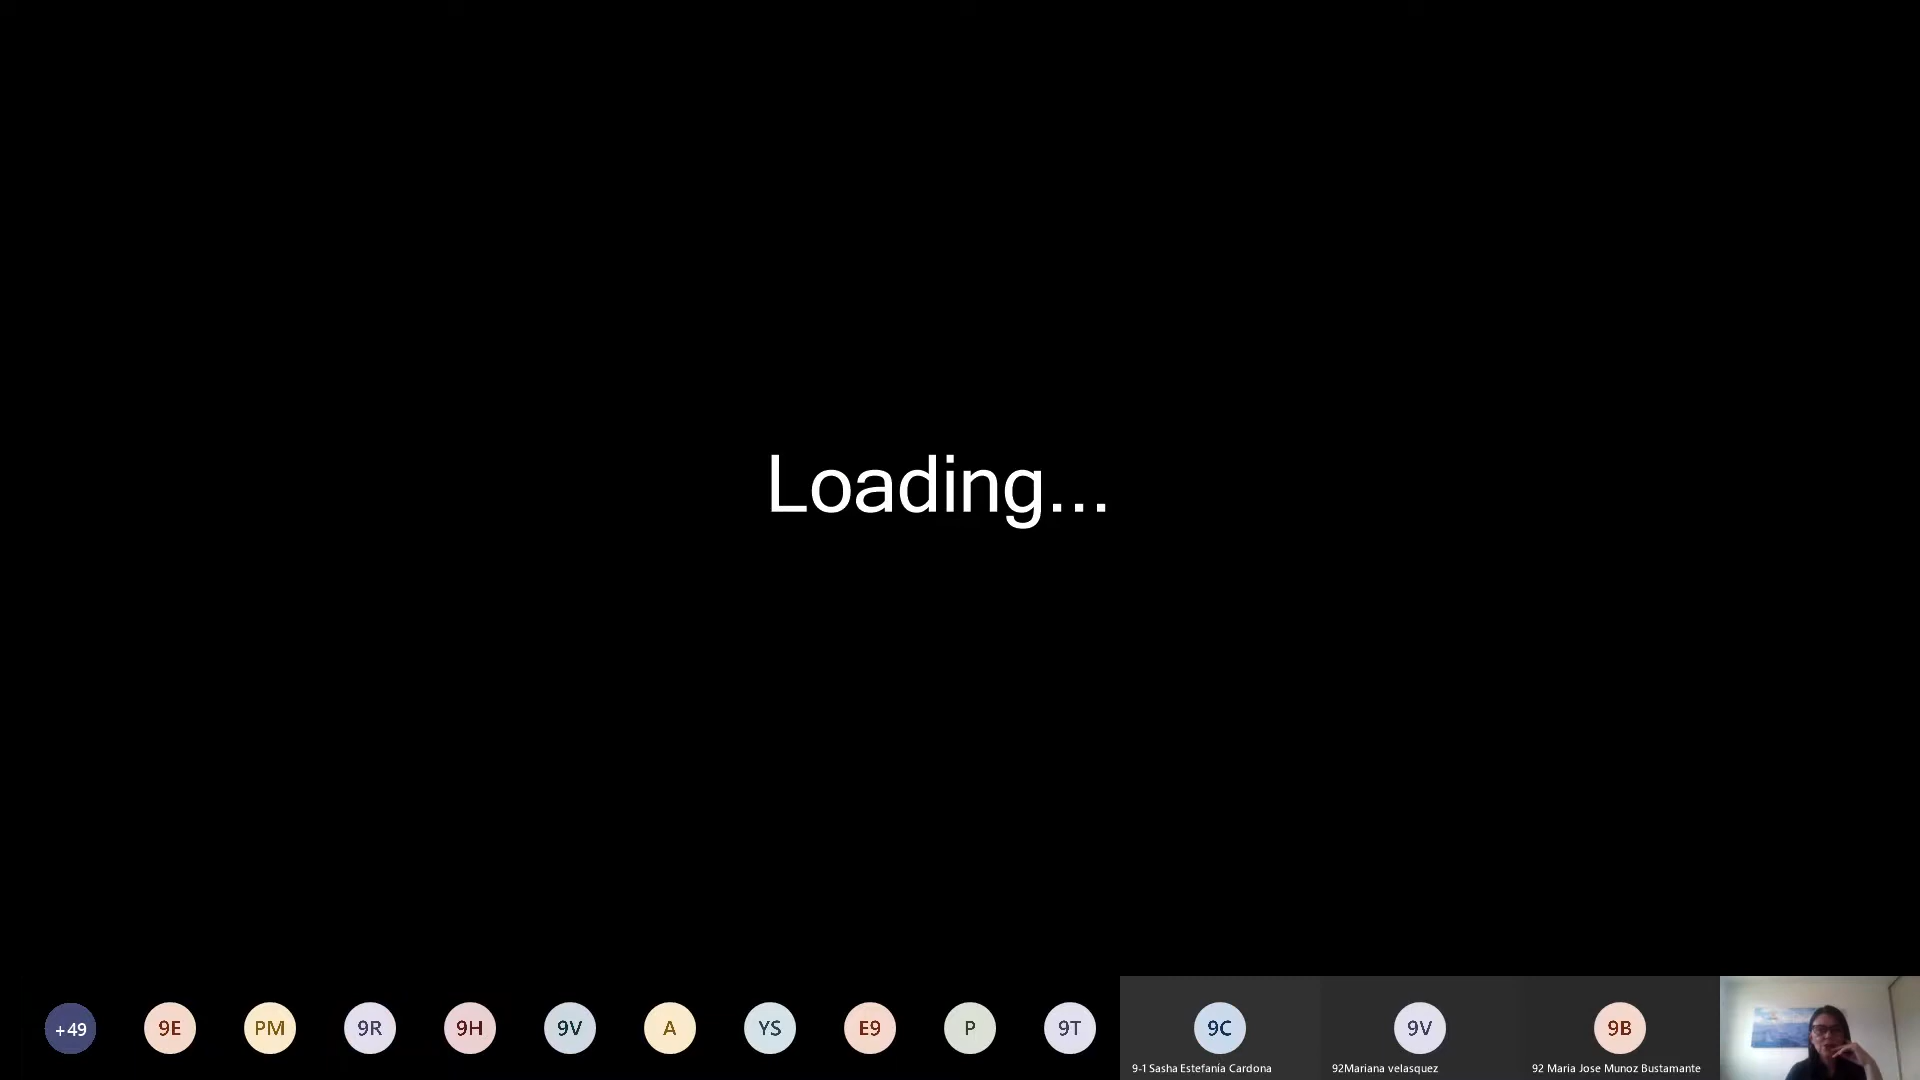 Loading...
+49
9E
PM
9R
9H
9V
A
YS
E9
P
9T
9C
9V
9B
9-1 Sasha Estefanía Cardona
92Mariana velasquez
92 Maria Jose Munoz Bustamante